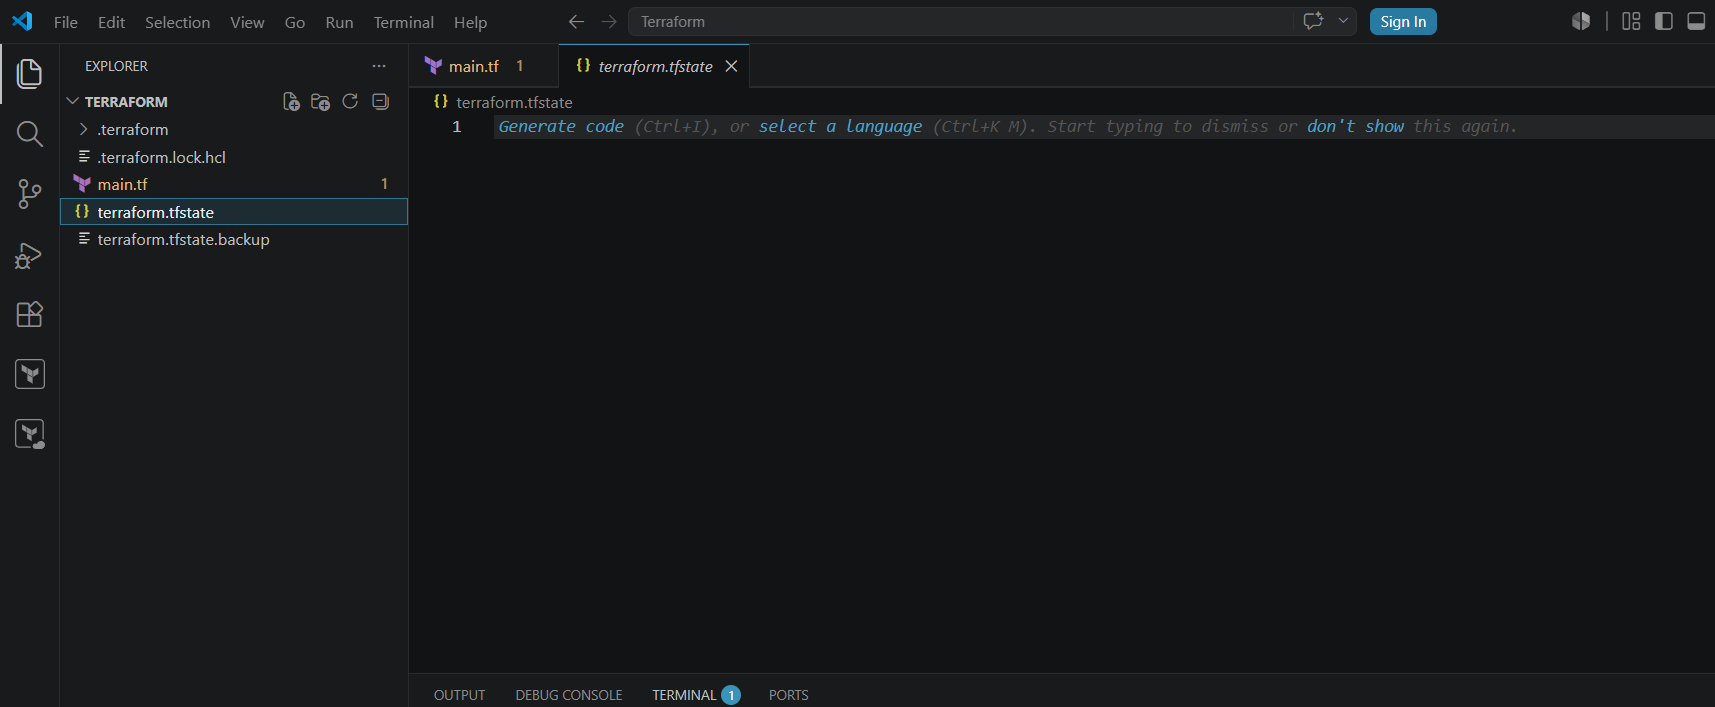 File Edit Selection View Go Run Terminal Help Terraform Sign In
EXPLORER
TERRAFORM
.terraform
.terraform.lock.hcl
main.tf 1
terraform.tfstate
terraform.tfstate.backup
main.tf 1 {} terraform.tfstate
{} terraform.tfstate
1 Generate code (Ctrl+I), or select a language (Ctrl+K M). Start typing to dismiss or don't show this again.
OUTPUT DEBUG CONSOLE TERMINAL 1 PORTS